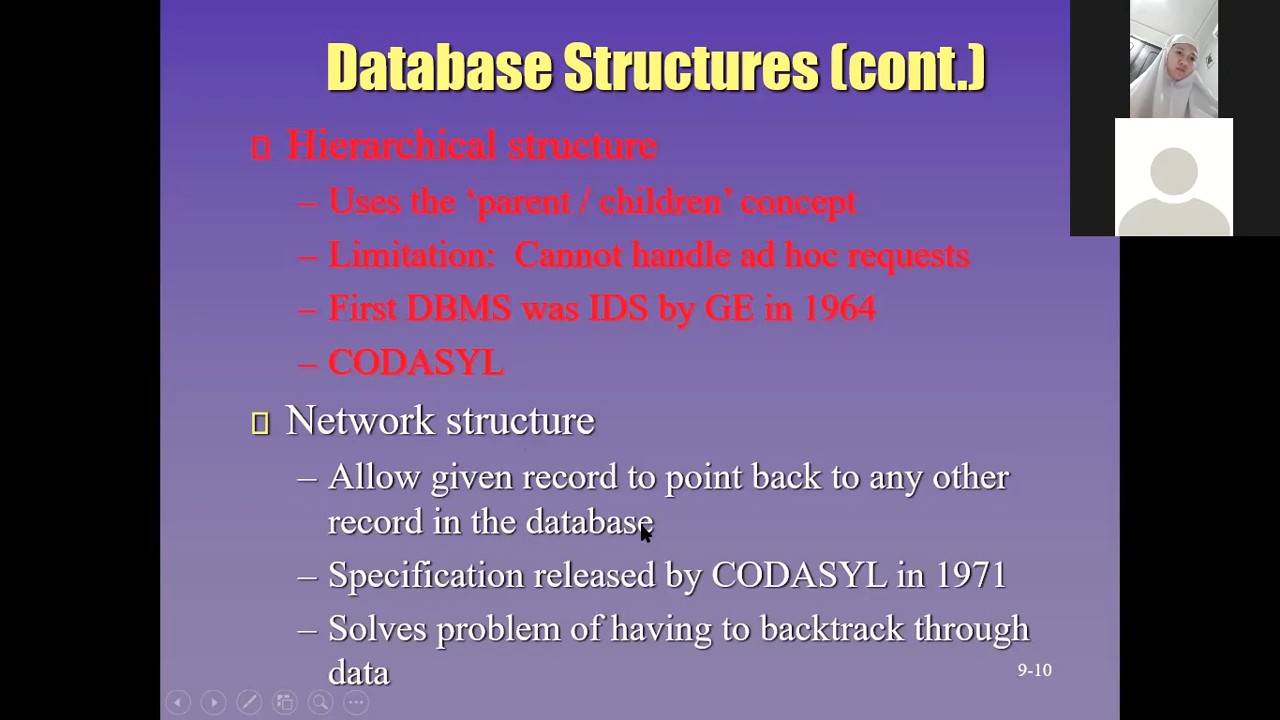 Database Structures (cont.)
Hierarchical structure
– Uses the ‘parent / children’ concept
– Limitation: Cannot handle ad hoc requests
– First DBMS was IDS by GE in 1964
– CODASYL
Network structure
– Allow given record to point back to any other
record in the database
– Specification released by CODASYL in 1971
– Solves problem of having to backtrack through
data
9-10